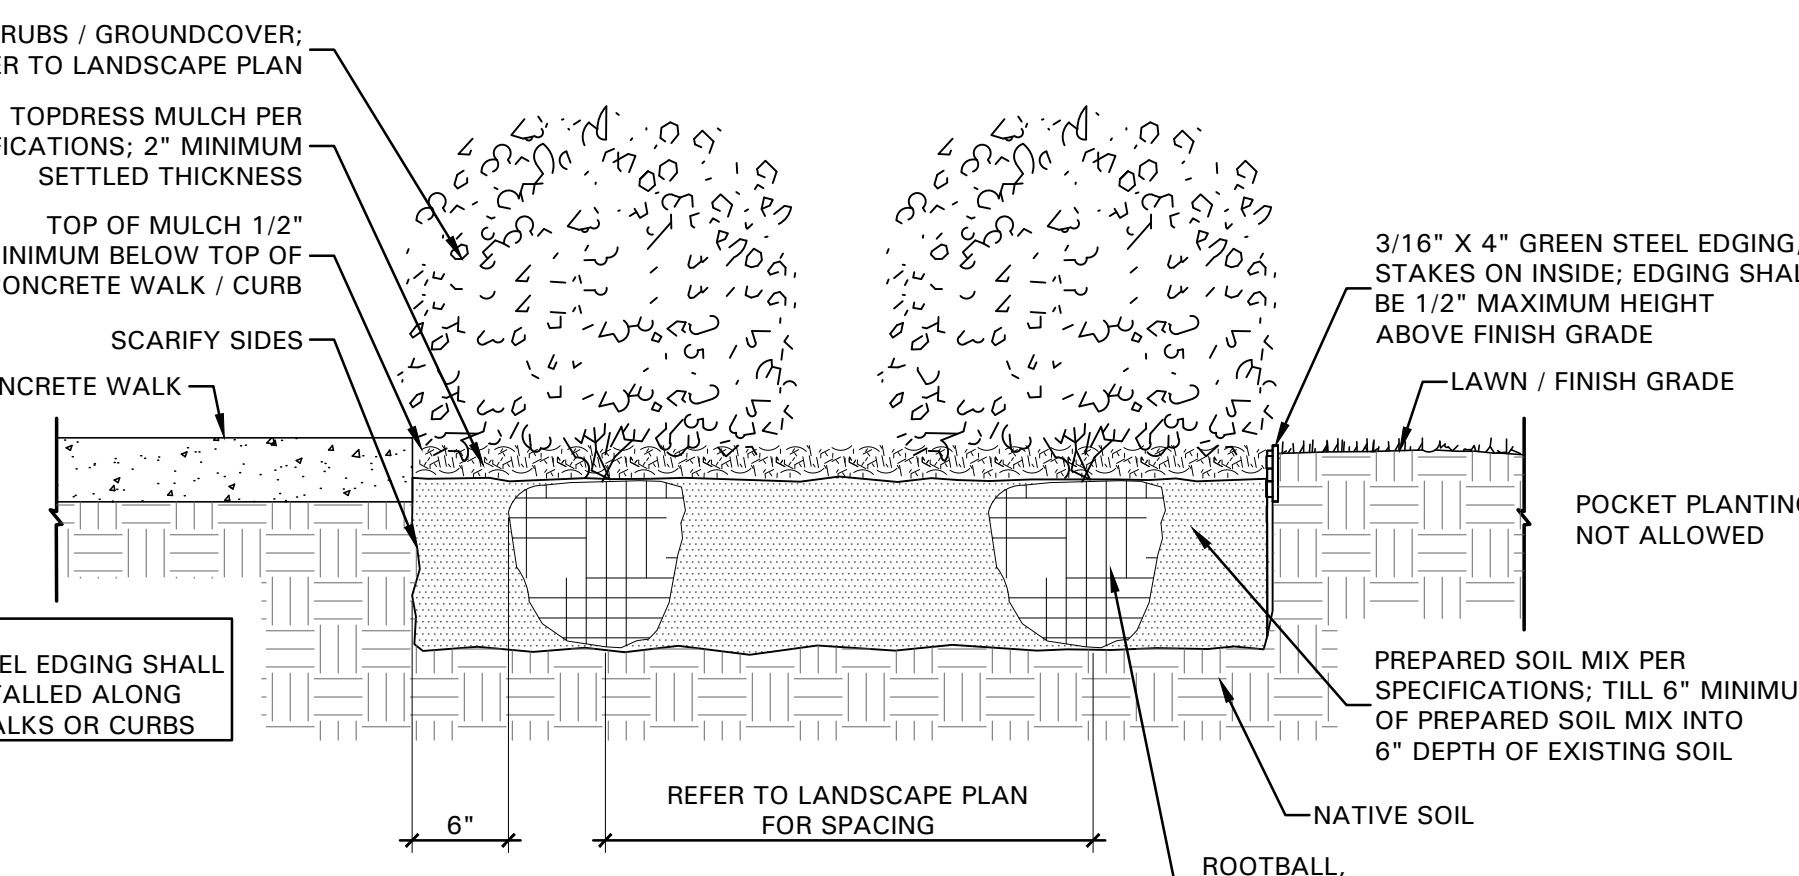 RUBS / GROUNDCOVER;
ER TO LANDSCAPE PLAN
TOPDRESS MULCH PER
FICATIONS; 2" MINIMUM
SETTLED THICKNESS
TOP OF MULCH 1/2"
INIMUM BELOW TOP OF
CONCRETE WALK / CURB
SCARIFY SIDES
NCRETE WALK
EL EDGING SHALL
TALLED ALONG
ALKS OR CURBS
3/16" X 4" GREEN STEEL EDGING,
STAKES ON INSIDE; EDGING SHAL
BE 1/2" MAXIMUM HEIGHT
ABOVE FINISH GRADE
LAWN / FINISH GRADE
POCKET PLANTING
NOT ALLOWED
PREPARED SOIL MIX PER
SPECIFICATIONS; TILL 6" MINIMU
OF PREPARED SOIL MIX INTO
6" DEPTH OF EXISTING SOIL
NATIVE SOIL
6"
REFER TO LANDSCAPE PLAN
FOR SPACING
ROOTBALL,